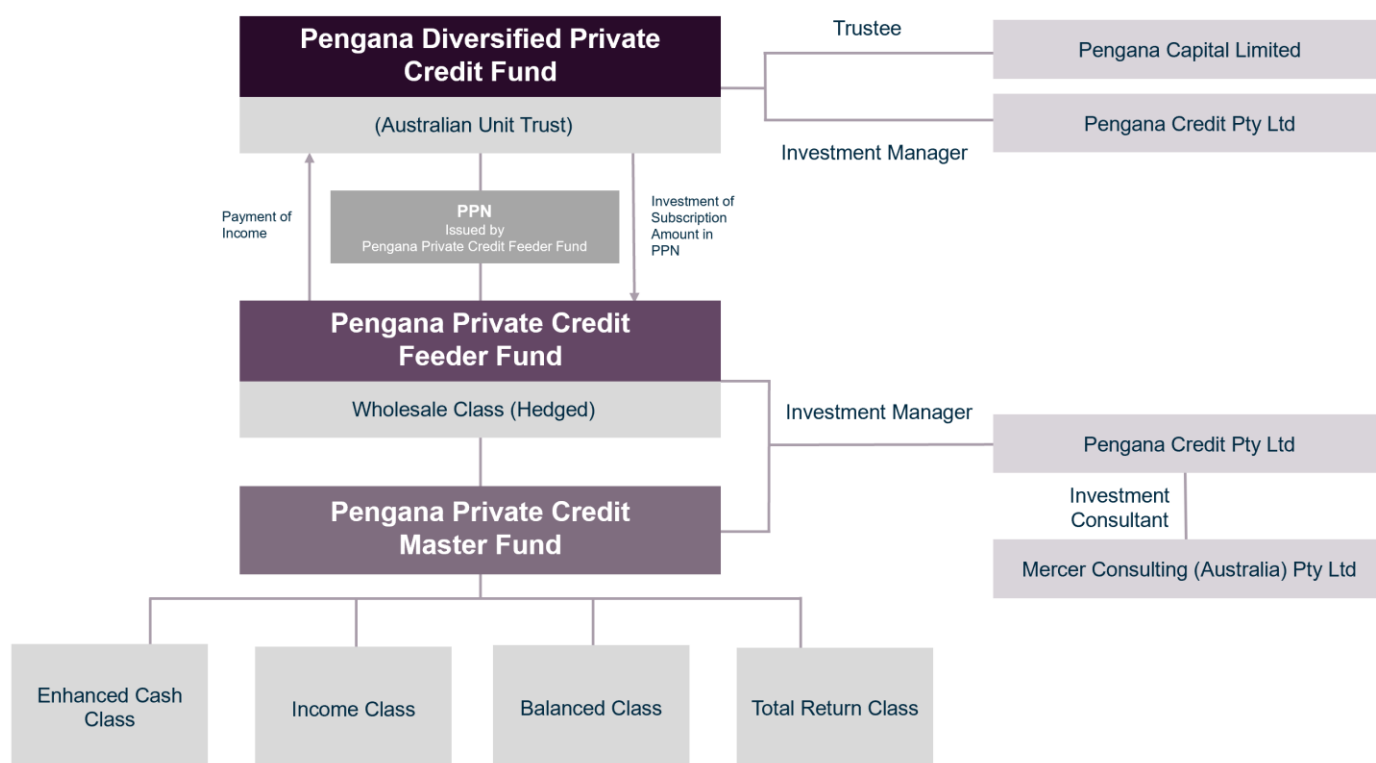 Pengana Diversified Private
Credit Fund
(Australian Unit Trust)
Trustee
Pengana Capital Limited
Pengana Credit Pty Ltd
Investment Manager
Payment of
Income
PPN
Issued by
Pengana Private Credit Feeder Fund
Investment of
Subscription
Amount in
PPN
Pengana Private Credit
Feeder Fund
Wholesale Class (Hedged)
Investment Manager
Pengana Credit Pty Ltd
Investment
Consultant
Mercer Consulting (Australia) Pty Ltd
Pengana Private Credit
Master Fund
Enhanced Cash
Class
Income Class
Balanced Class
Total Return Class